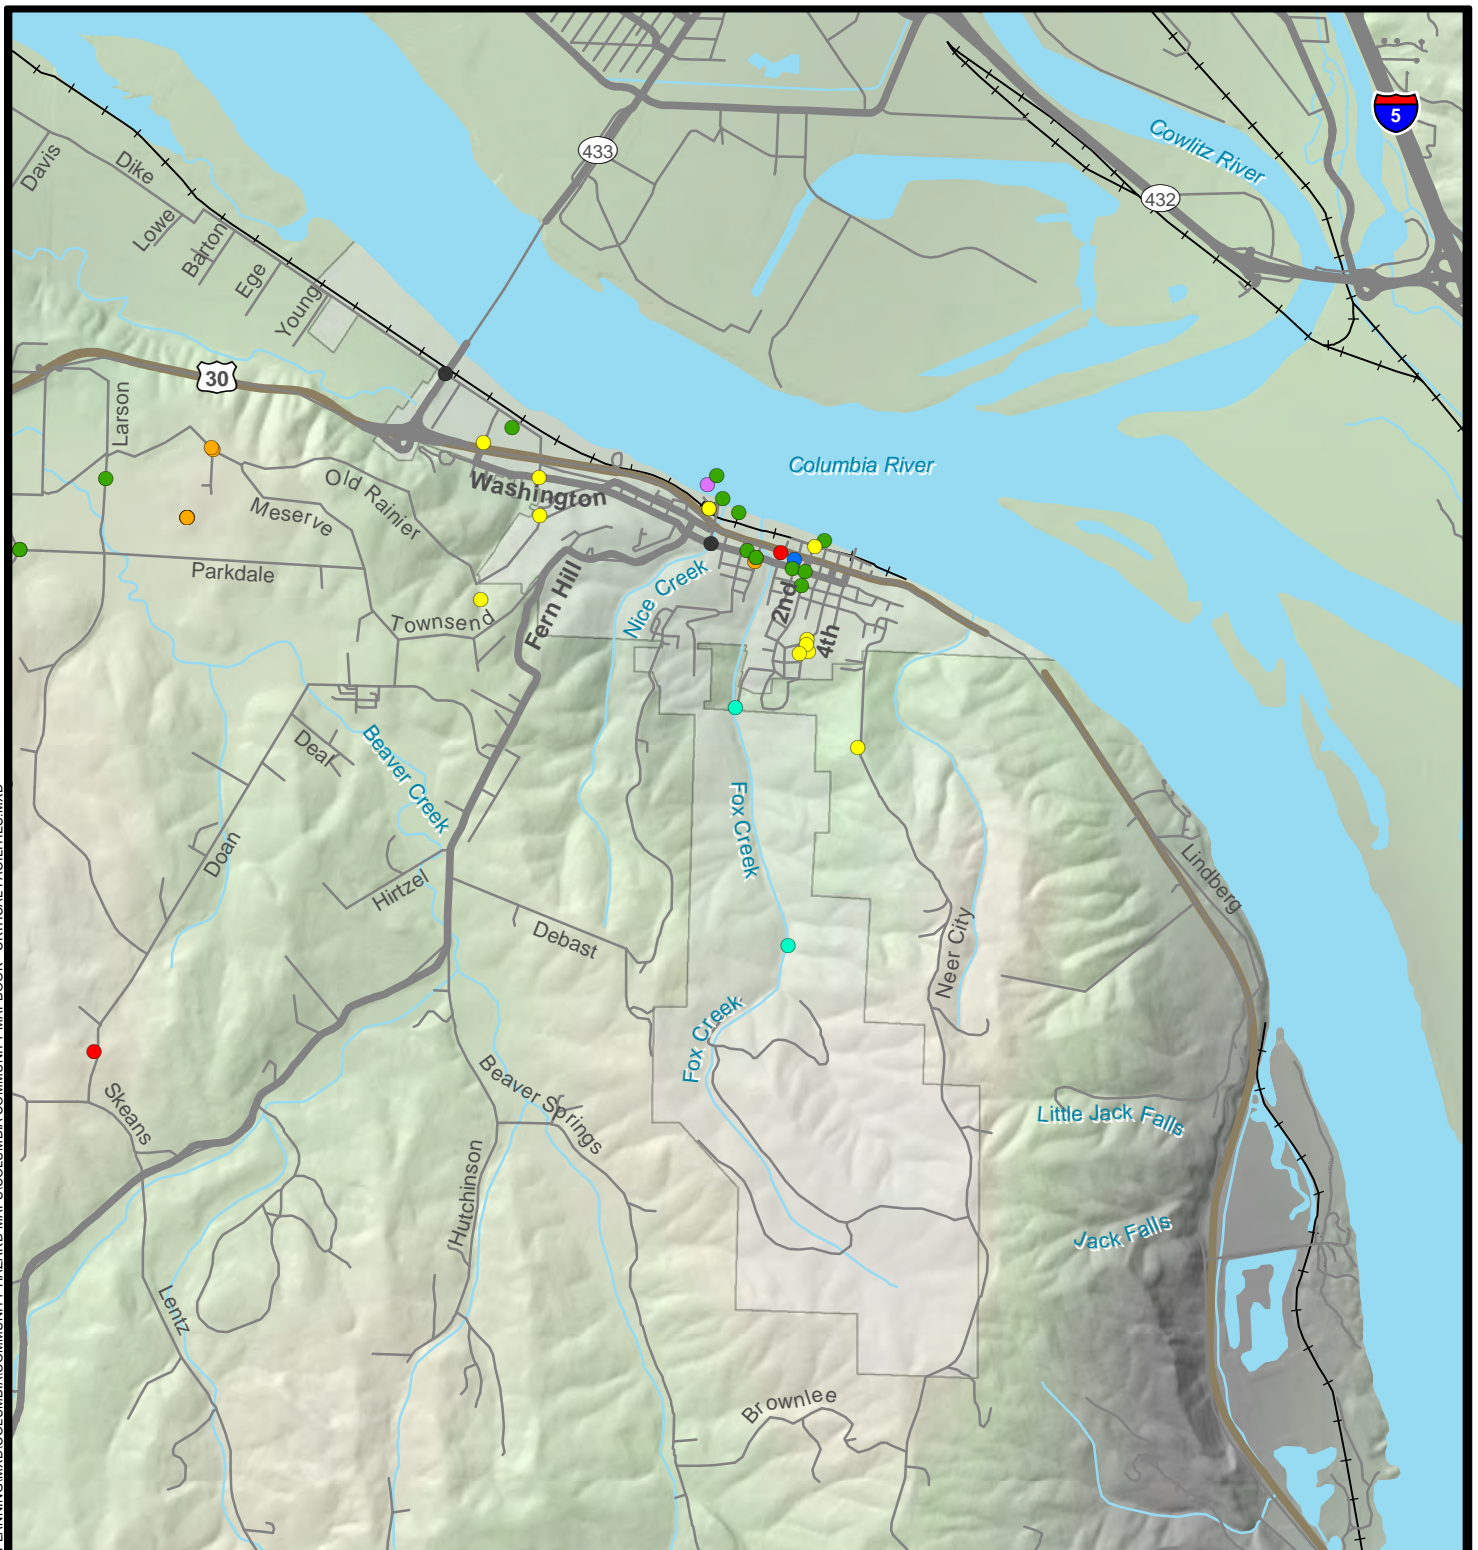 5
Cowlitz River
433
Davis
Dike
432
Lowe
Barton
Ege
Young
30
Larson
Columbia River
Old Rainier
Washington
Meserve
Parkdale
Nice Creek
Fern Hill
2nd
Townsend
4th
Dear
Beaver Creek
Fox Creek
Doan
Lindberg
Hirtzel
Debast
Neer City
Fox Creek
Beaver Springs
Skeans
Little Jack Falls
Hutchinson
Jack Falls
Lentz
Brownlee